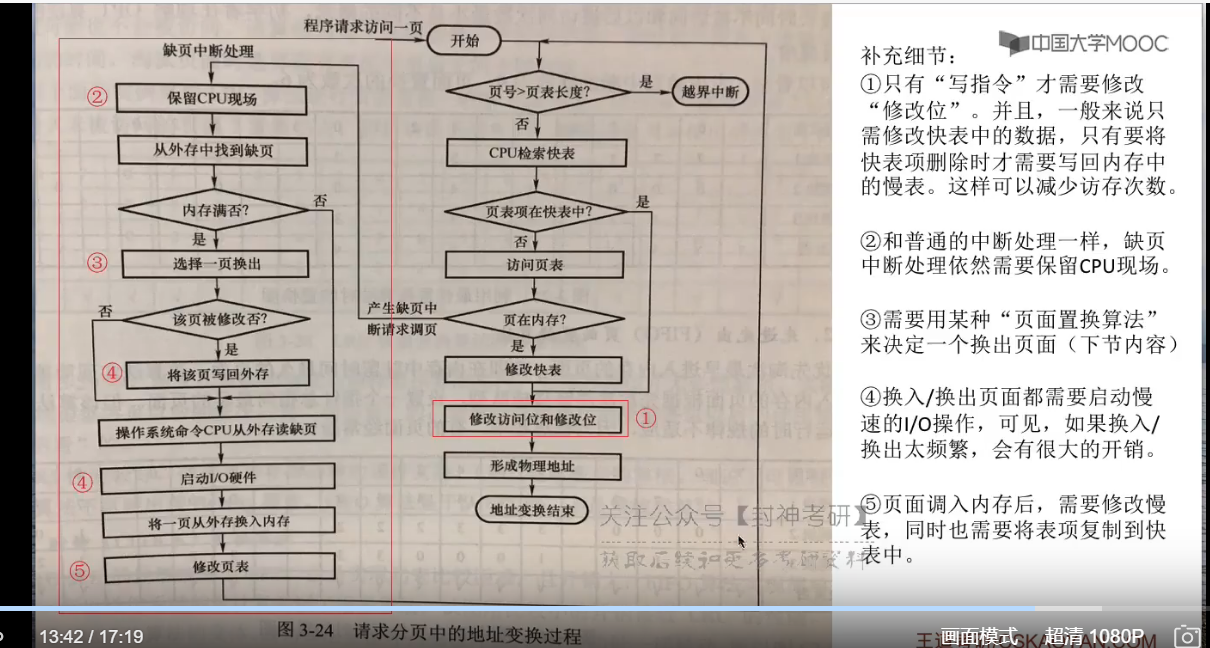 程序请求访问一页
开始
缺页中断处理
②
保留CPU现场
从外存中找到缺页
内存满否?
否
是
③
选择一页换出
该页被修改否?
否
是
④
将该页写回外存
操作系统命令CPU从外存读缺页
④
启动I/O硬件
将一页从外存换入内存
⑤
修改页表
页号>页表长度?
是
越界中断
否
CPU检索快表
页表项在快表中?
是
否
访问页表
产生缺页中
断请求调页
页在内存?
是
修改快表
修改访问位和修改位
①
形成物理地址
地址变换结束
图 3-24 请求分页中的地址变换过程
中国大学MOOC
补充细节:
①只有“写指令”才需要修改
“修改位”。并且，一般来说只
需修改快表中的数据，只有要将
快表项删除时才需要写回内存中
的慢表。这样可以减少访存次数。
②和普通的中断处理一样，缺页
中断处理依然需要保留CPU现场。
③需要用某种“页面置换算法”
来决定一个换出页面（下节内容）
④换入/换出页面都需要启动慢
速的I/O操作，可见，如果换入/
换出太频繁，会有很大的开销。
⑤页面调入内存后，需要修改慢
表，同时也需要将表项复制到快
表中。
关注公众号【封神考研】
13:42 / 17:19
画面模式
超清 1080P